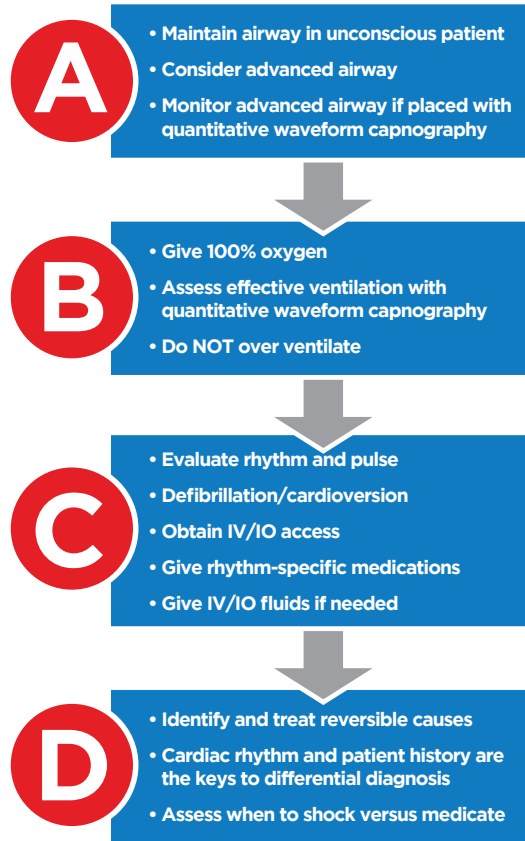 A
• Maintain airway in unconscious patient
• Consider advanced airway
• Monitor advanced airway if placed with
quantitative waveform capnography
B
• Give 100% oxygen
• Assess effective ventilation with
quantitative waveform capnography
• Do NOT over ventilate
C
• Evaluate rhythm and pulse
• Defibrillation/cardioversion
• Obtain IV/IO access
• Give rhythm-specific medications
• Give IV/IO fluids if needed
D
• Identify and treat reversible causes
• Cardiac rhythm and patient history are
the keys to differential diagnosis
• Assess when to shock versus medicate